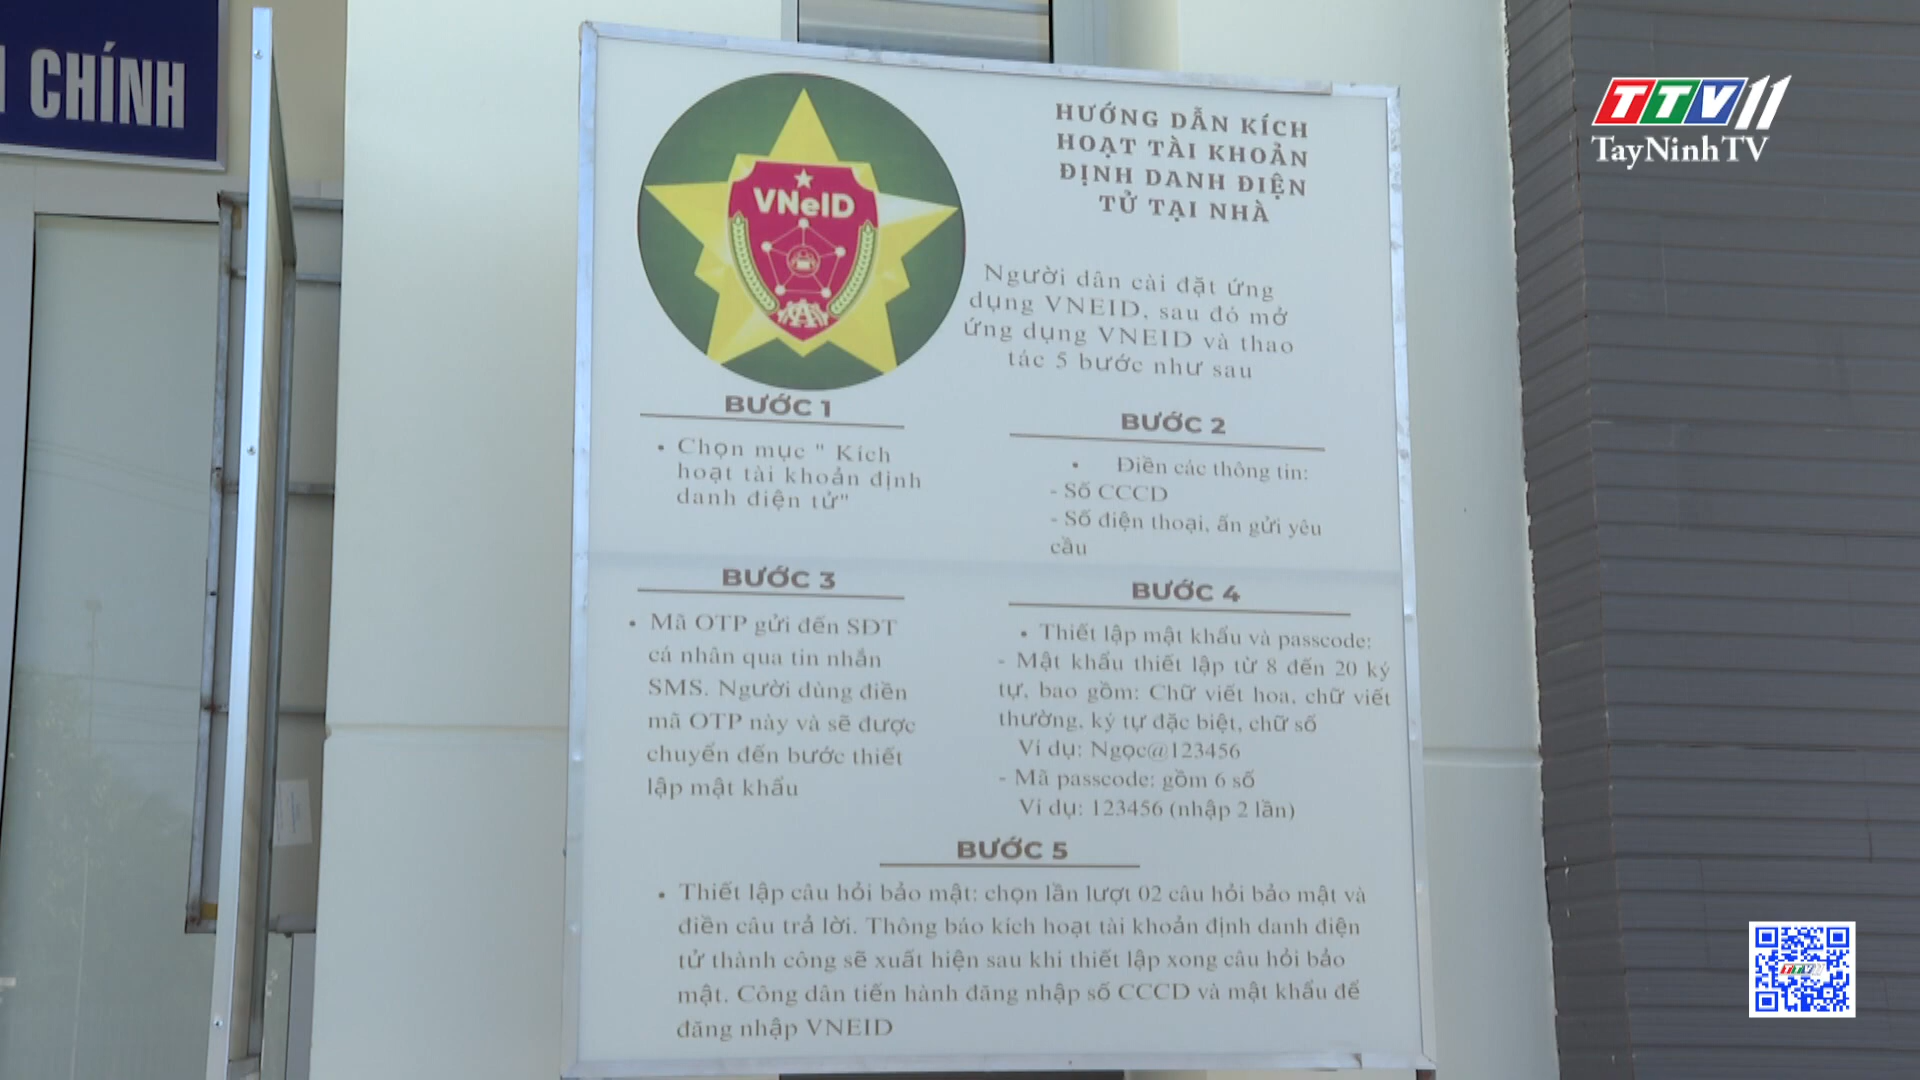 CHÍNH
TTV11
TayNinhTV
VNeID
HƯỚNG DẪN KÍCH
HOẠT TÀI KHOẢN
ĐỊNH DANH ĐIỆN
TỬ TẠI NHÀ
Người dân cài đặt ứng
dụng VNEID, sau đó mở
ứng dụng VNEID và thao
tác 5 bước như sau
BƯỚC 1
• Chọn mục " Kích
hoạt tài khoản định
danh điện tử"
BƯỚC 2
• Điền các thông tin:
- Số CCCD
- Số điện thoại, ấn gửi yêu
cầu
BƯỚC 3
• Mã OTP gửi đến SĐT
cá nhân qua tin nhắn
SMS. Người dùng điền
mã OTP này và sẽ được
chuyển đến bước thiết
lập mật khẩu
BƯỚC 4
• Thiết lập mật khẩu và passcode:
- Mật khẩu thiết lập từ 8 đến 20 ký
tự, bao gồm: Chữ viết hoa, chữ viết
thường, ký tự đặc biệt, chữ số
Ví dụ: Ngọc@123456
- Mã passcode: gồm 6 số
Ví dụ: 123456 (nhập 2 lần)
BƯỚC 5
• Thiết lập câu hỏi bảo mật: chọn lần lượt 02 câu hỏi bảo mật và
điền câu trả lời. Thông báo kích hoạt tài khoản định danh điện
tử thành công sẽ xuất hiện sau khi thiết lập xong câu hỏi bảo
mật. Công dân tiến hành đăng nhập số CCCD và mật khẩu để
đăng nhập VNEID
TTV11